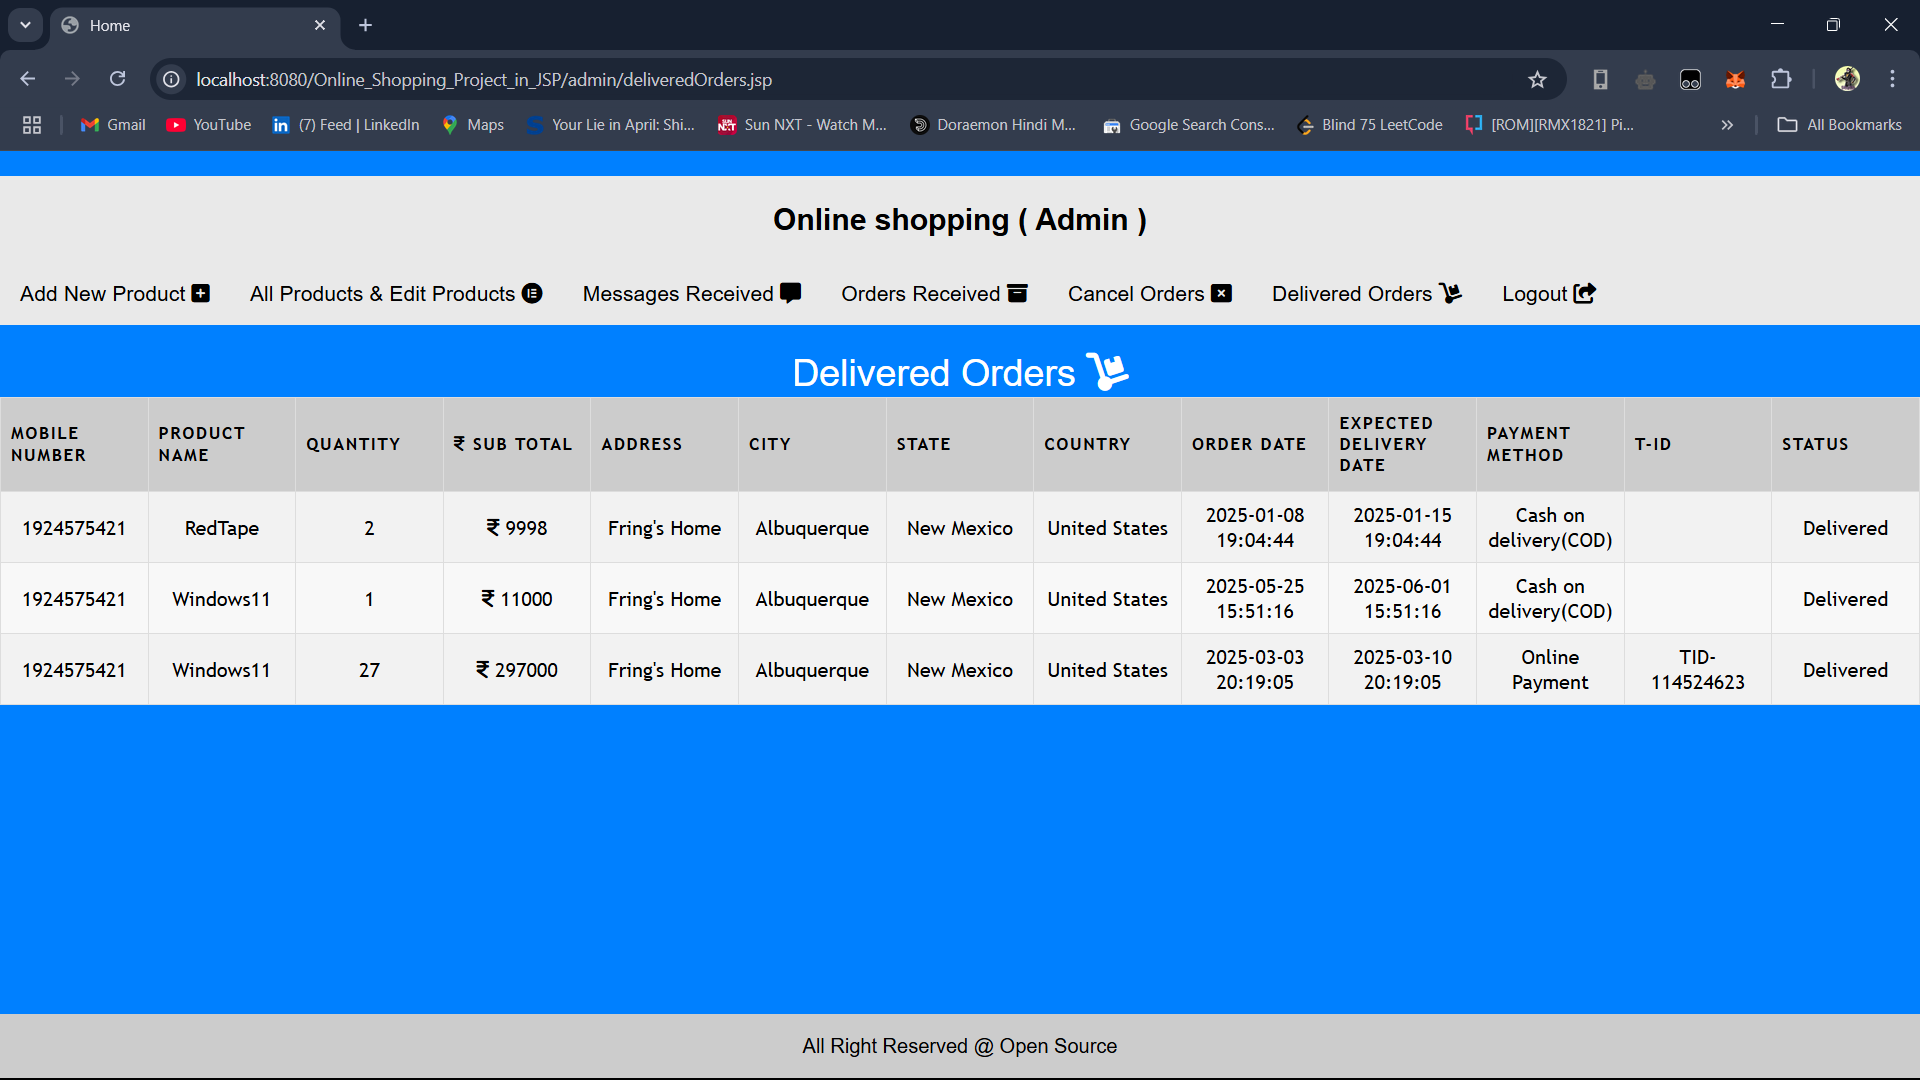 Home
localhost:8080/Online_Shopping_Project_in_JSP/admin/deliveredOrders.jsp
Gmail YouTube (7) Feed | LinkedIn Maps Your Lie in April: Shi... Sun NXT - Watch M... Doraemon Hindi M... Google Search Cons... Blind 75 LeetCode [ROM][RMX1821] Pi... » All Bookmarks
Online shopping ( Admin )
Add New Product All Products & Edit Products Messages Received Orders Received Cancel Orders Delivered Orders Logout
Delivered Orders
MOBILE NUMBER PRODUCT NAME QUANTITY ₹ SUB TOTAL ADDRESS CITY STATE COUNTRY ORDER DATE EXPECTED DELIVERY DATE PAYMENT METHOD T-ID STATUS
1924575421 RedTape 2 ₹ 9998 Fring's Home Albuquerque New Mexico United States 2025-01-08 19:04:44 2025-01-15 19:04:44 Cash on delivery(COD) Delivered
1924575421 Windows11 1 ₹ 11000 Fring's Home Albuquerque New Mexico United States 2025-05-25 15:51:16 2025-06-01 15:51:16 Cash on delivery(COD) Delivered
1924575421 Windows11 27 ₹ 297000 Fring's Home Albuquerque New Mexico United States 2025-03-03 20:19:05 2025-03-10 20:19:05 Online Payment TID-114524623 Delivered
All Right Reserved @ Open Source